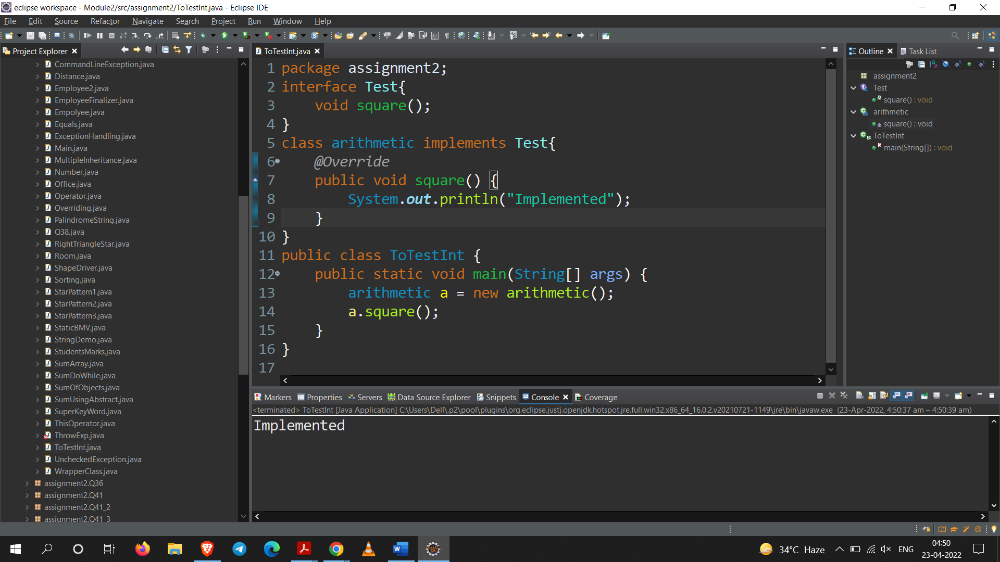 eclipse workspace - Module2/src/assignment2/ToTestInt.java - Eclipse IDE
File Edit Source Refactor Navigate Search Project Run Window Help
Project Explorer
CommandLineException.java
Distance.java
Employee2.java
EmployeeFinalizer.java
Empolyee.java
Equals.java
ExceptionHandling.java
Main.java
MultipleInheritance.java
Number.java
Office.java
Operator.java
Overriding.java
PalindromeString.java
Q38.java
RightTriangleStar.java
Room.java
ShapeDriver.java
Sorting.java
StarPattern1.java
StarPattern2.java
StarPattern3.java
StaticBMV.java
StringDemo.java
StudentsMarks.java
SumArray.java
SumDoWhile.java
SumOfObjects.java
SumUsingAbstract.java
SuperKeyWord.java
ThisOperator.java
ThrowExp.java
ToTestInt.java
UncheckedException.java
WrapperClass.java
assignment2.Q36
assignment2.Q41
assignment2.Q41_2
assignment2.Q41_3
ToTestInt.java
1 package assignment2;
2 interface Test{
3     void square();
4 }
5 class arithmetic implements Test{
6     @Override
7     public void square() {
8         System.out.println("Implemented");
9     }
10 }
11 public class ToTestInt {
12     public static void main(String[] args) {
13         arithmetic a = new arithmetic();
14         a.square();
15     }
16 }
17
Outline Task List
assignment2
Test
square() : void
arithmetic
square() : void
ToTestInt
main(String[]) : void
Markers Properties Servers Data Source Explorer Snippets Console Coverage
<terminated> ToTestInt [Java Application] C:\Users\Dell\.p2\pool\plugins\org.eclipse.justj.openjdk.hotspot.jre.full.win32.x86_64_16.0.2.v20210721-1149\jre\bin\javaw.exe (23-Apr-2022, 4:50:37 am – 4:50:39 am)
Implemented
34°C Haze
ENG
04:50
23-04-2022